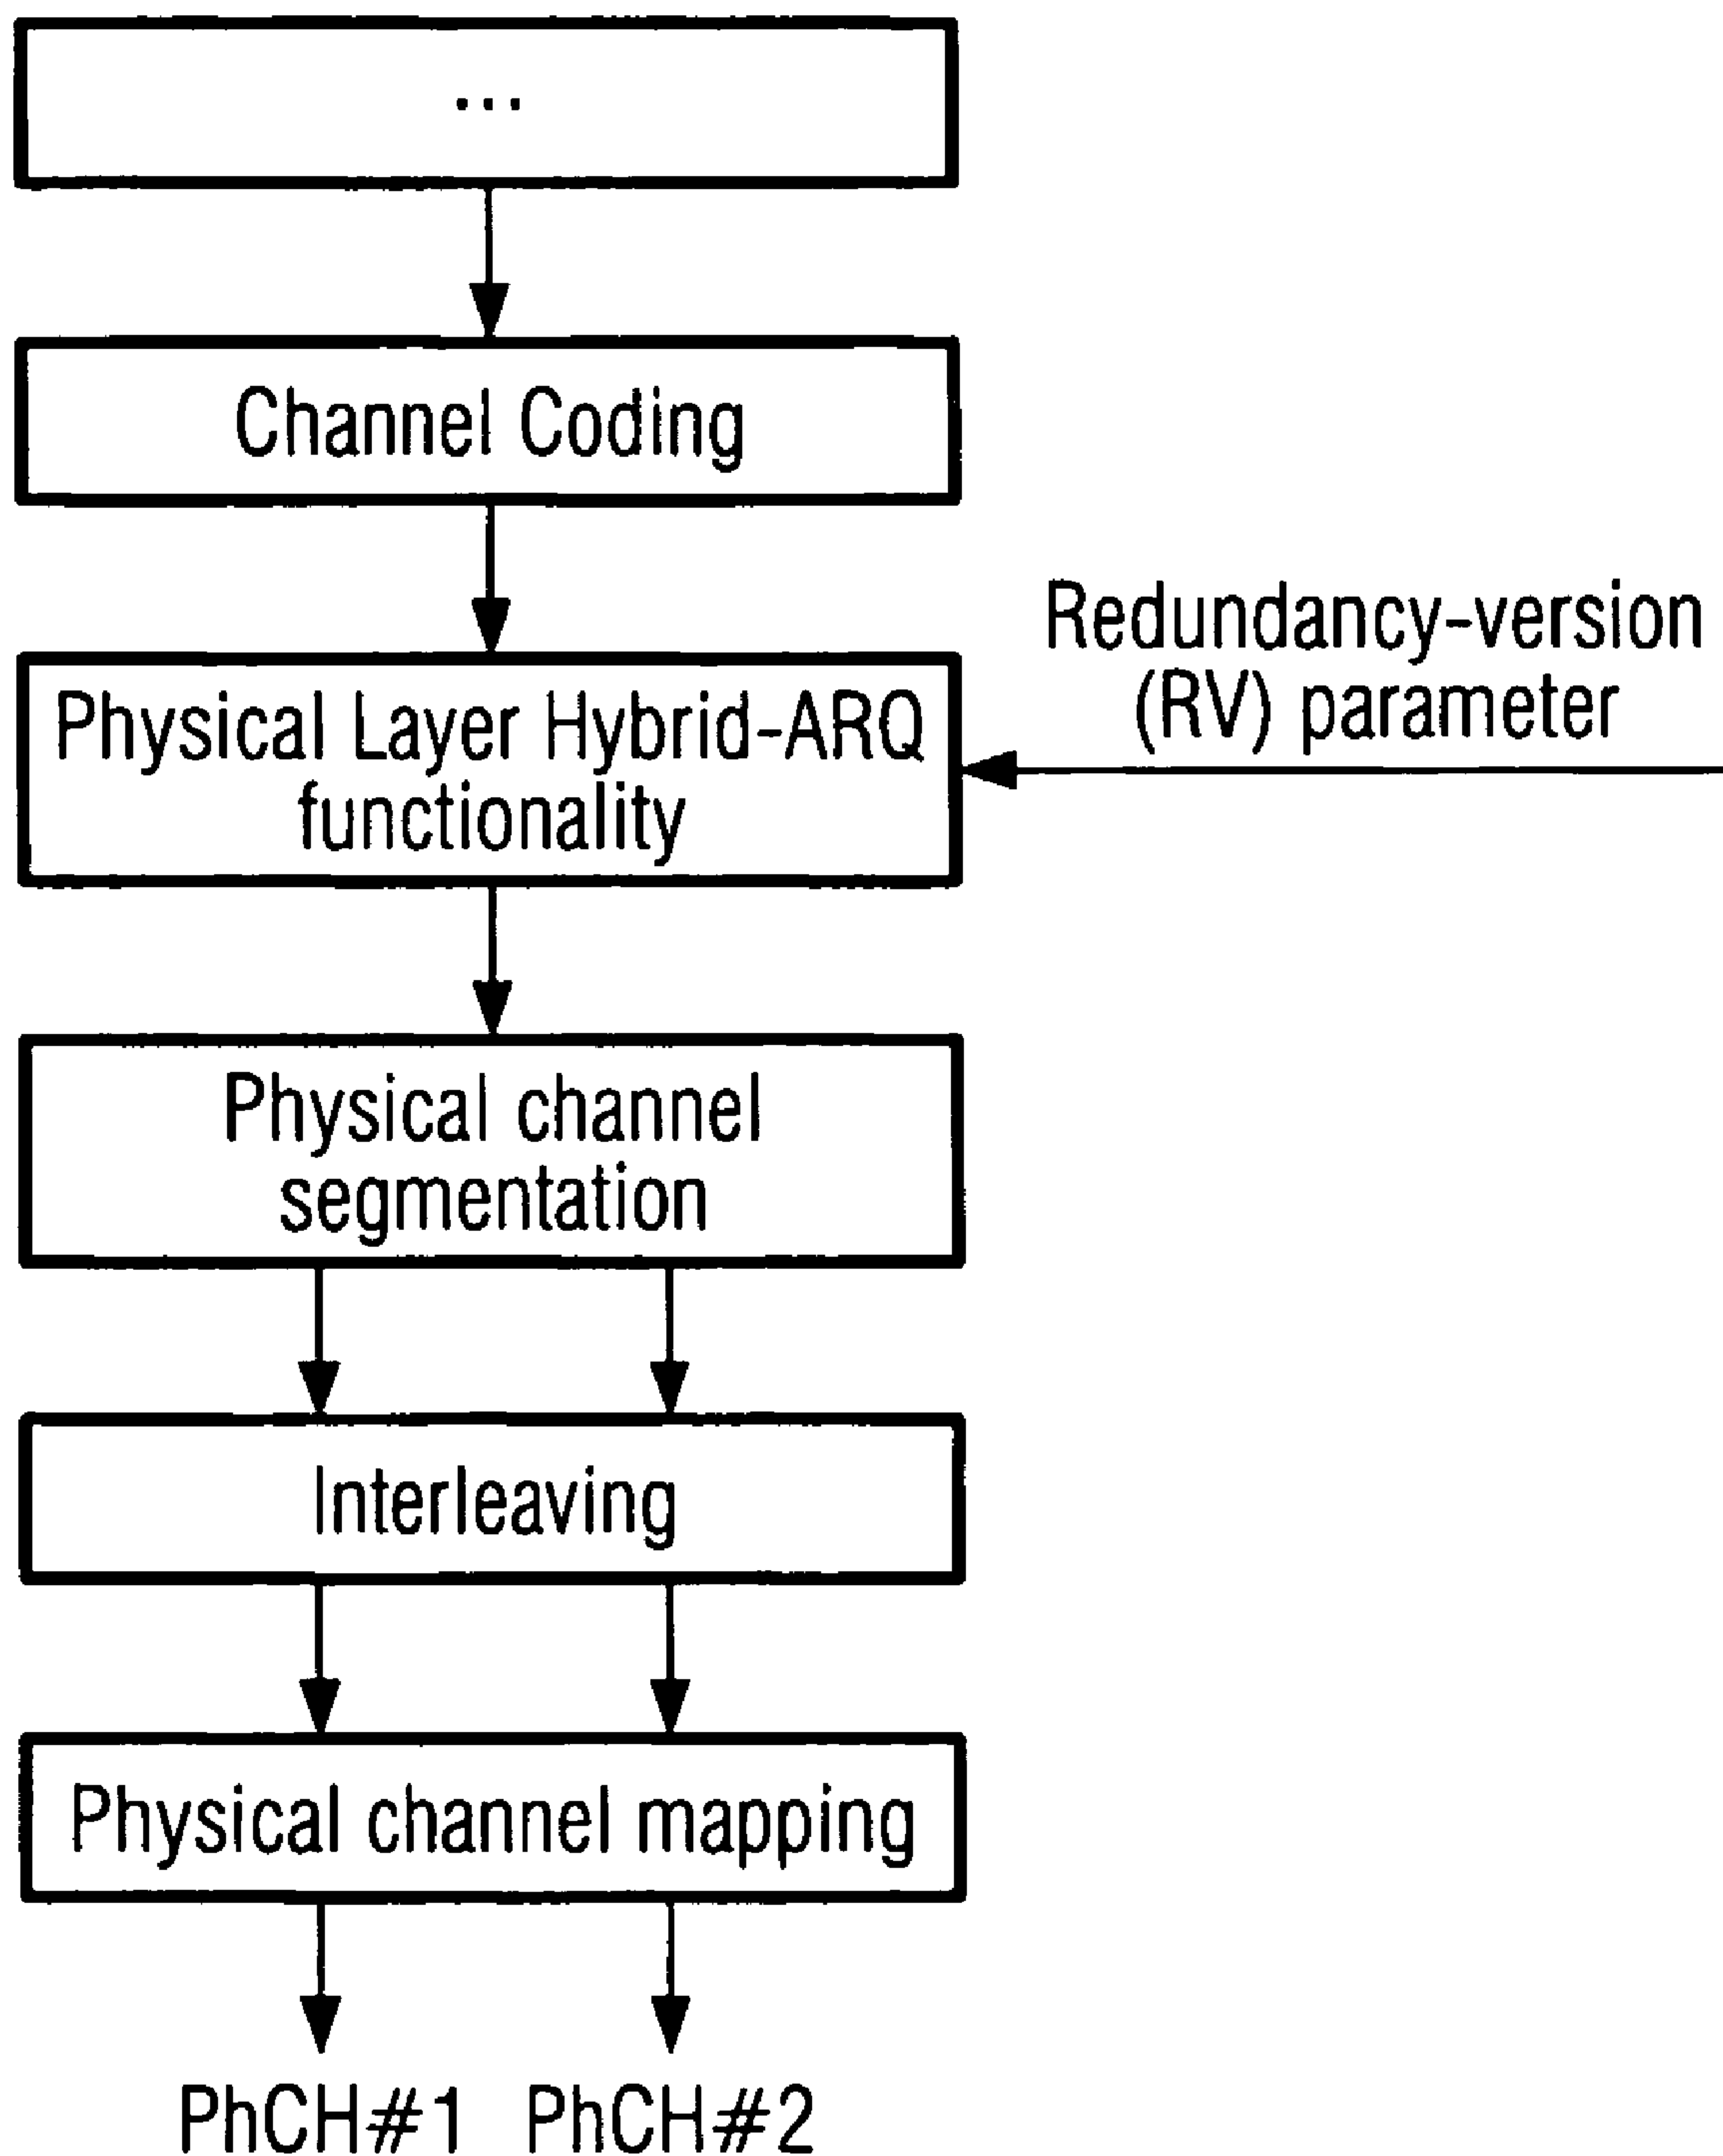 ...
Channel Coding
Redundancy-version
(RV) parameter
Physical Layer Hybrid-ARQ
functionality
Physical channel
segmentation
Interleaving
Physical channel mapping
PhCH#1 PhCH#2